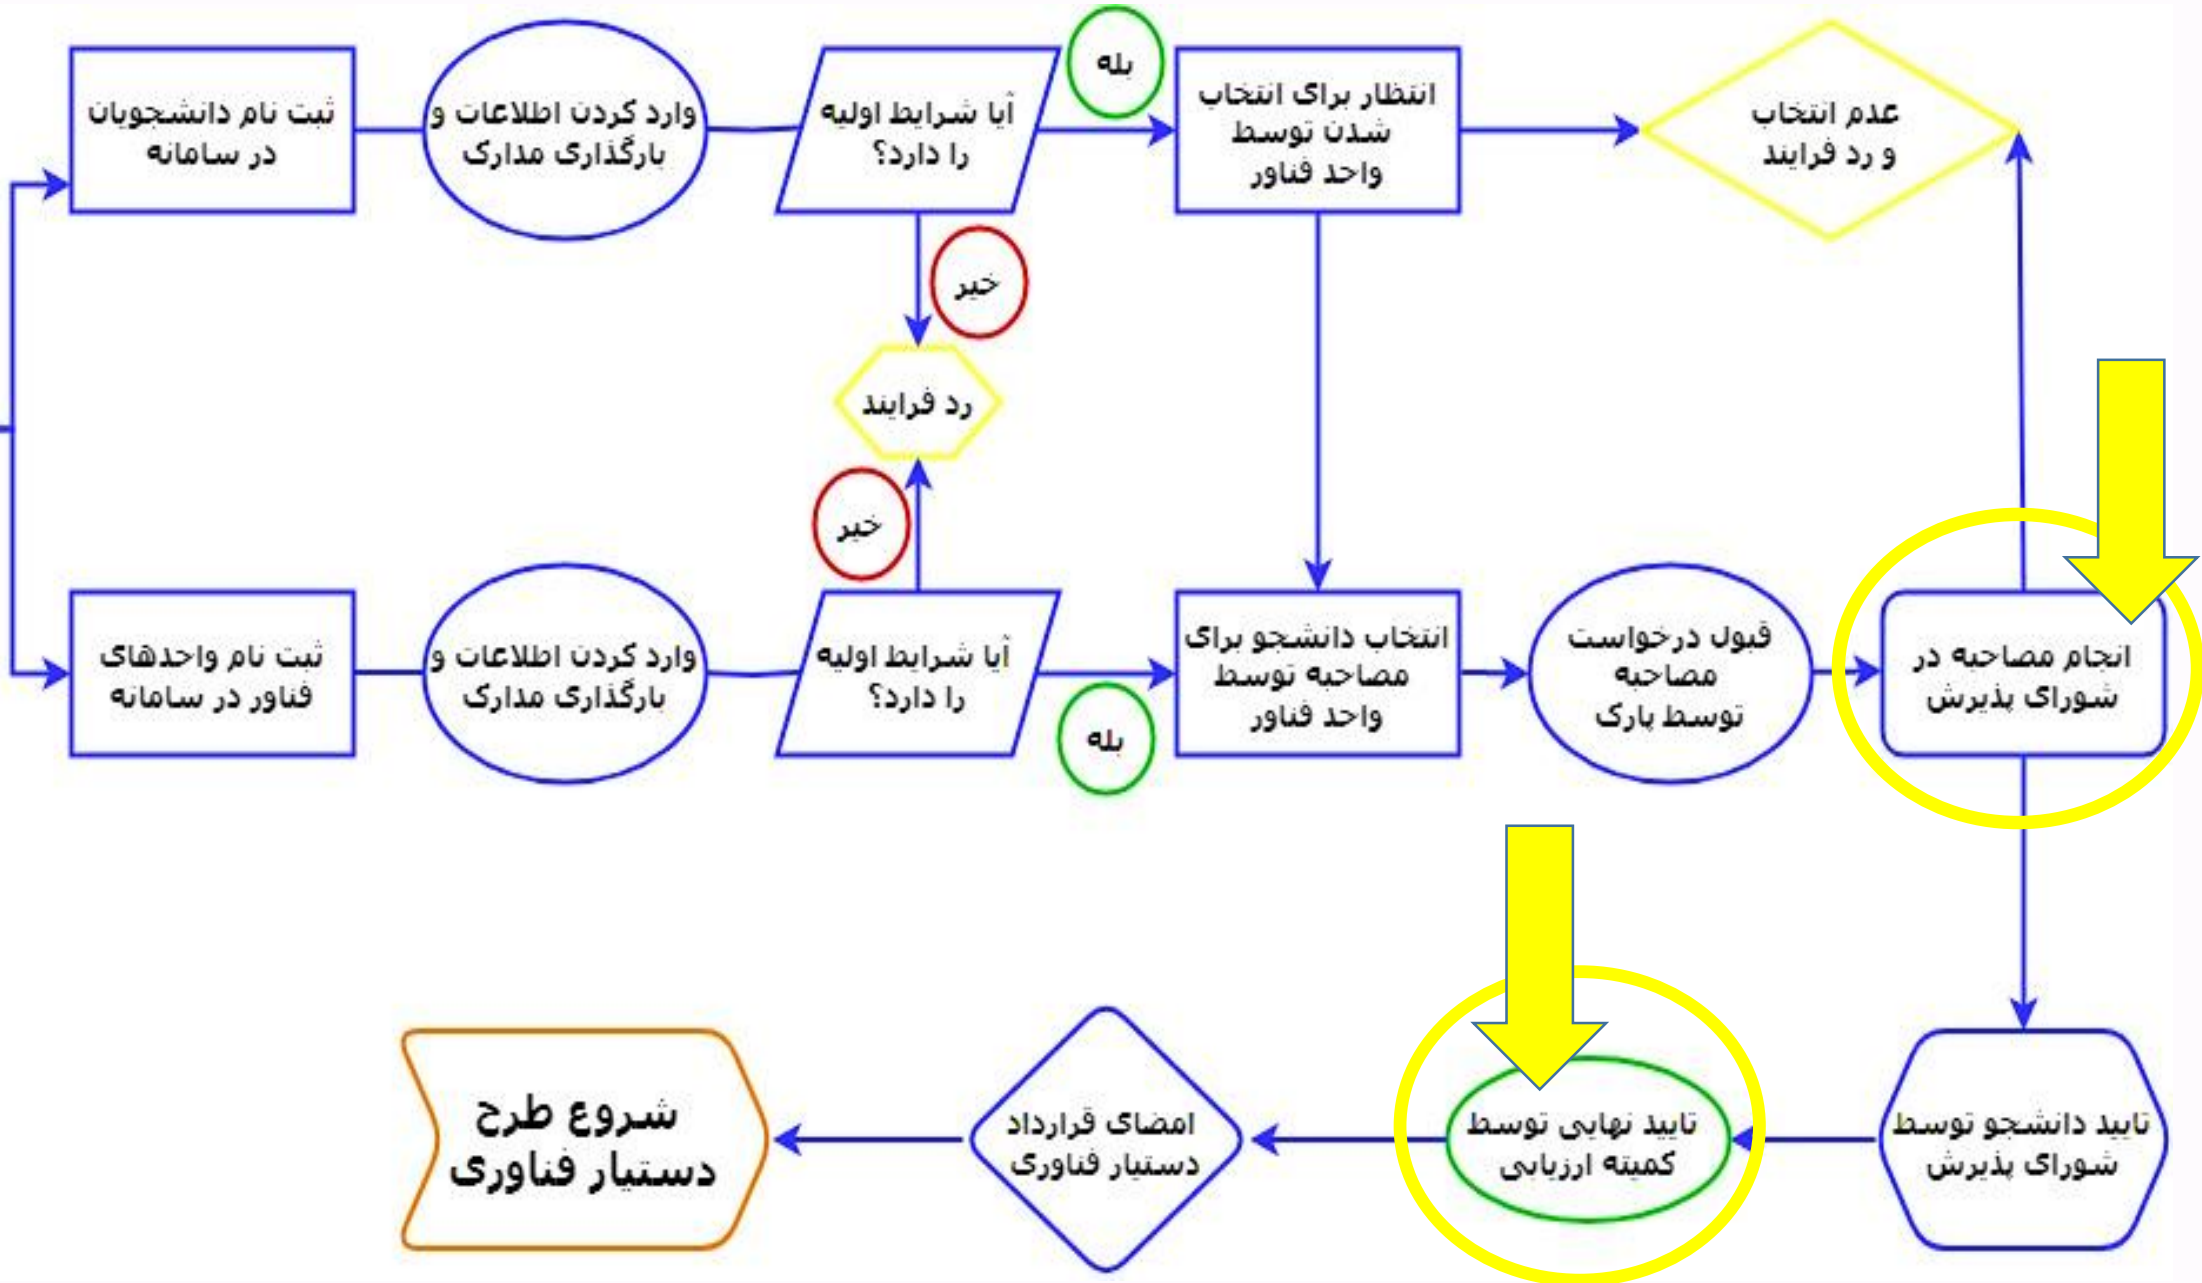 ثبت نام دانشجویان
در سامانه
وارد کردن اطلاعات و
بارگذاری مدارک
آیا شرایط اولیه
را دارد؟
بله
انتظار برای انتخاب
شدن توسط
واحد فناور
عدم انتخاب
و رد فرایند
خیر
رد فرایند
خیر
ثبت نام واحدهای
فناور در سامانه
وارد کردن اطلاعات و
بارگذاری مدارک
آیا شرایط اولیه
را دارد؟
بله
انتخاب دانشجو برای
مصاحبه توسط
واحد فناور
قبول درخواست
مصاحبه
توسط پارک
انجام مصاحبه در
شورای پذیرش
تایید دانشجو توسط
شورای پذیرش
تایید نهایی توسط
کمیته ارزیابی
امضای قرارداد
دستیار فناوری
شروع طرح
دستیار فناوری